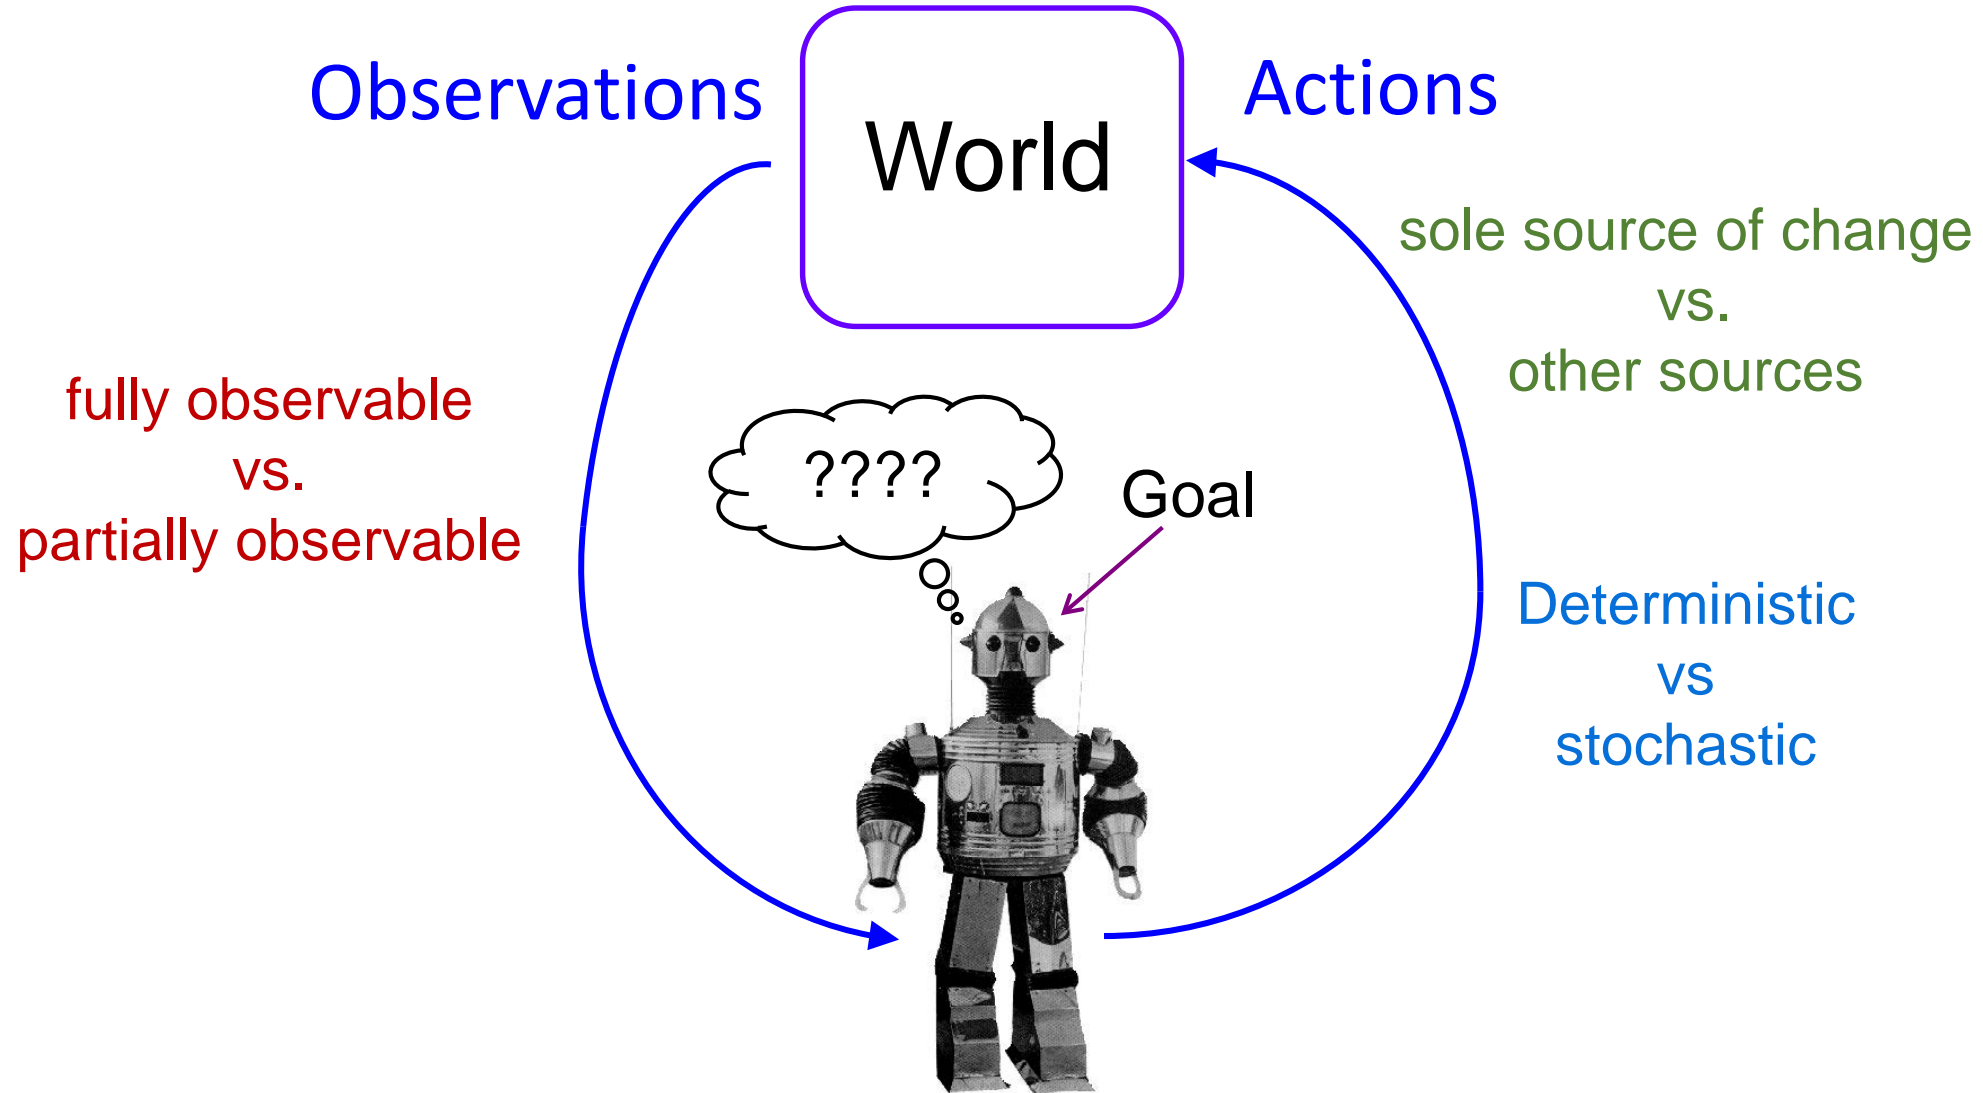 Observations
World
Actions
sole source of change
vs.
other sources
fully observable
vs.
partially observable
????
Goal
Deterministic
vs
stochastic